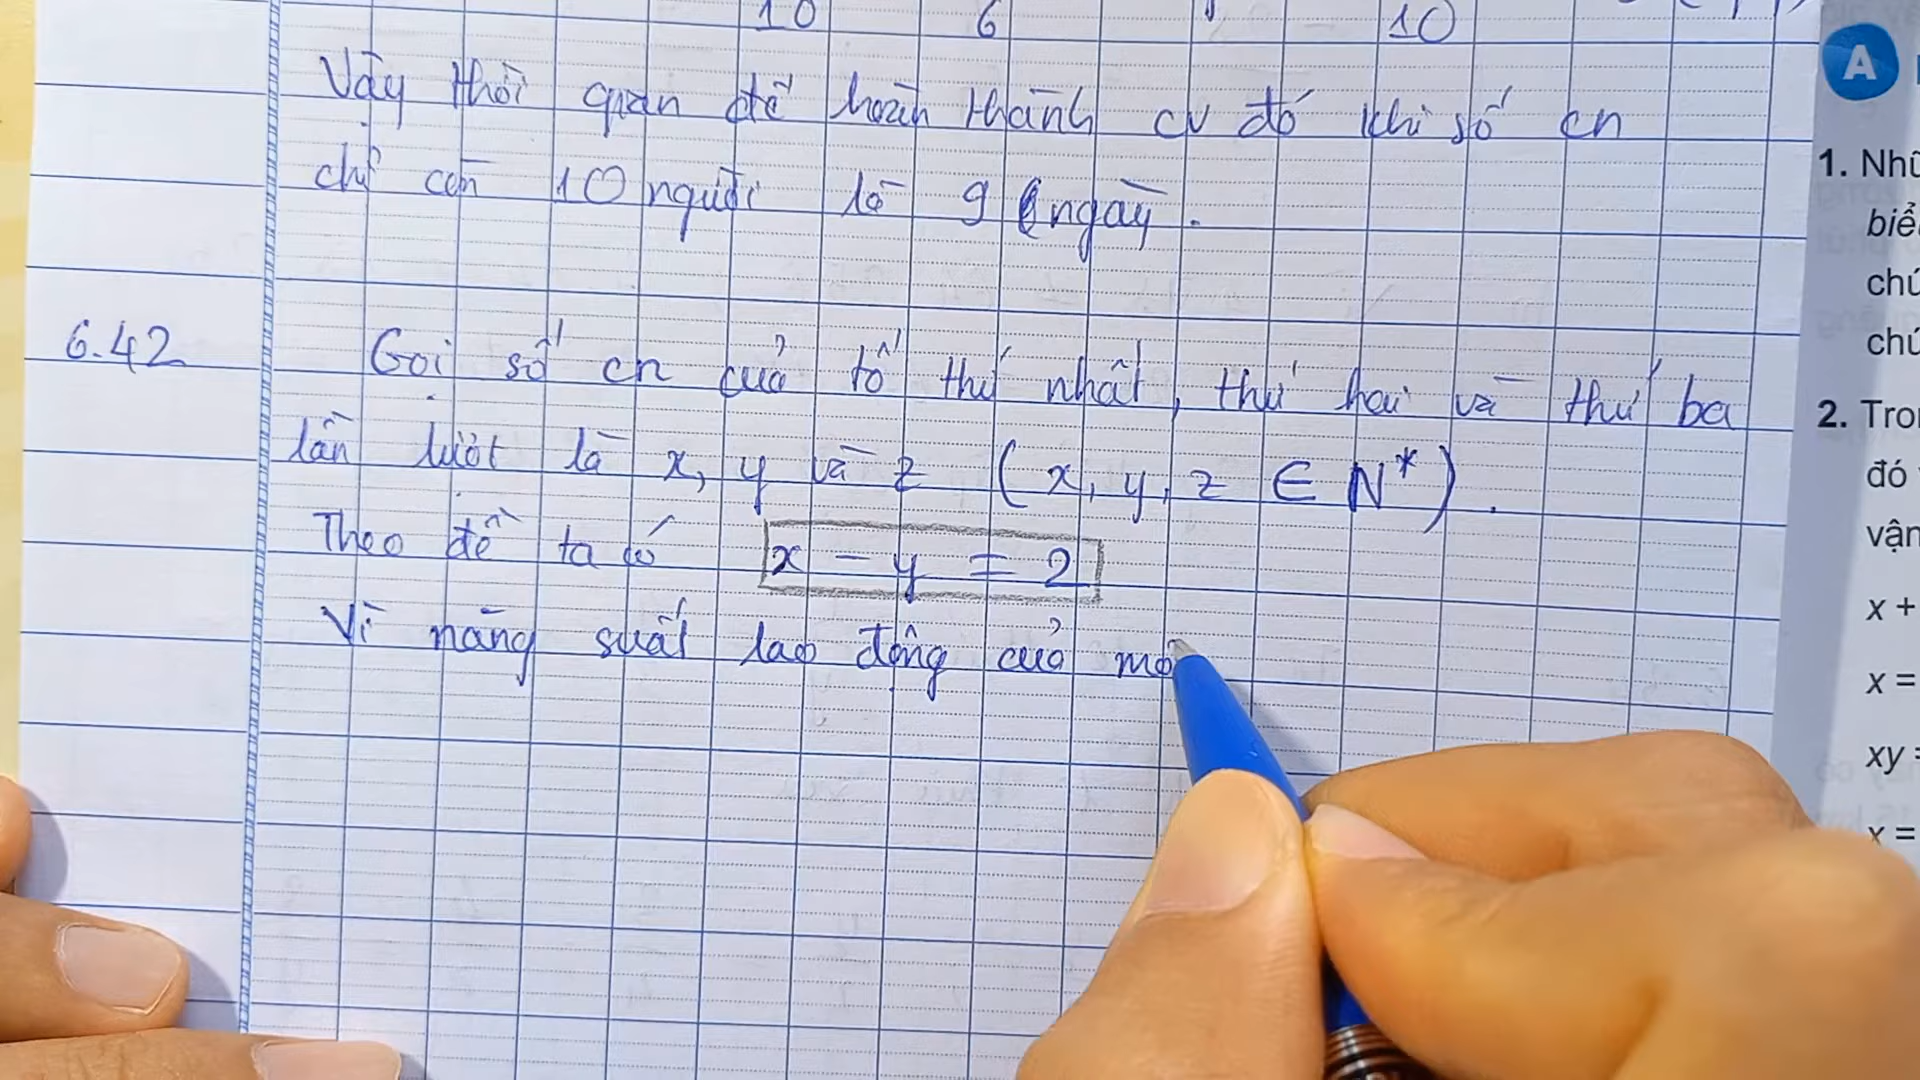 10 6 10
Vậy thời gian để hoàn thành cv đó khi số cn
chỉ còn 10 người là 9 ngày.
6.42 Gọi số cn của tổ thứ nhất, thứ hai và thứ ba
lần lượt là x, y và z (x, y, z ∈ N*).
Theo đề ta có x - y = 2
Vì năng suất lao động của mỗ
A
1. Nhữ
biể
chú
chú
2. Tro
đó
vận
x +
x =
xy =
x =